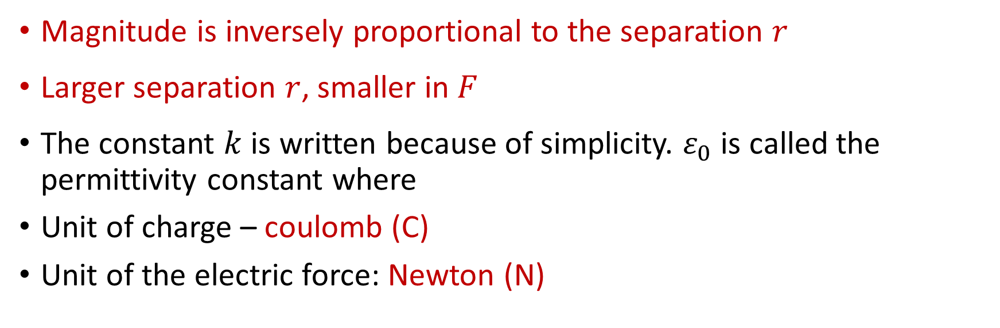 • Magnitude is inversely proportional to the separation r
• Larger separation r, smaller in F
• The constant k is written because of simplicity. ε₀ is called the
permittivity constant where
• Unit of charge – coulomb (C)
• Unit of the electric force: Newton (N)